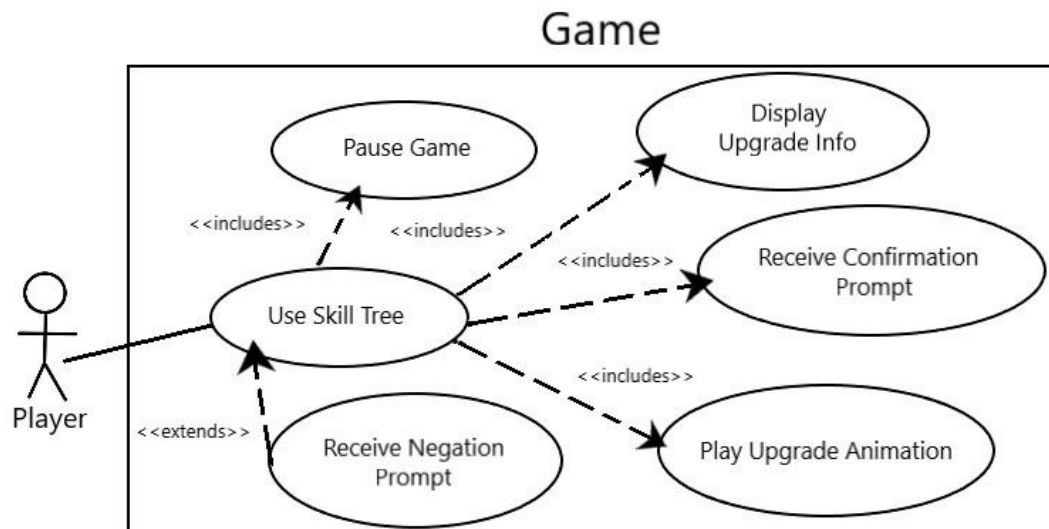 Game
Pause Game
Display
Upgrade Info
<<includes>>
<<includes>>
<<includes>>
Receive Confirmation
Prompt
Use Skill Tree
<<includes>>
Player
<<extends>>
Receive Negation
Prompt
Play Upgrade Animation